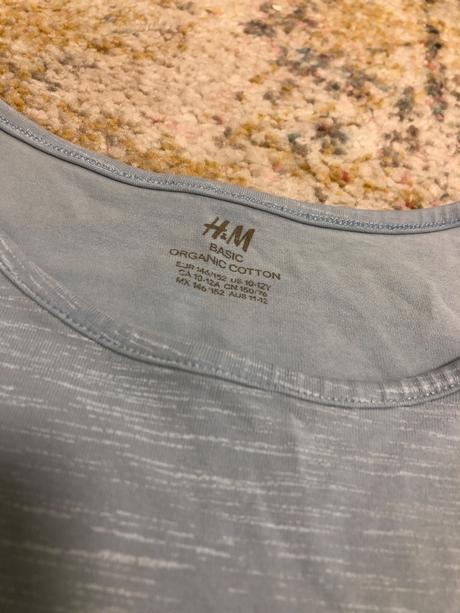 H&M
BASIC
ORGANIC COTTON
EUR 146/152 US 10-12Y
CA 10-12A CN 150/76
MX 146/152 AUS 11-12